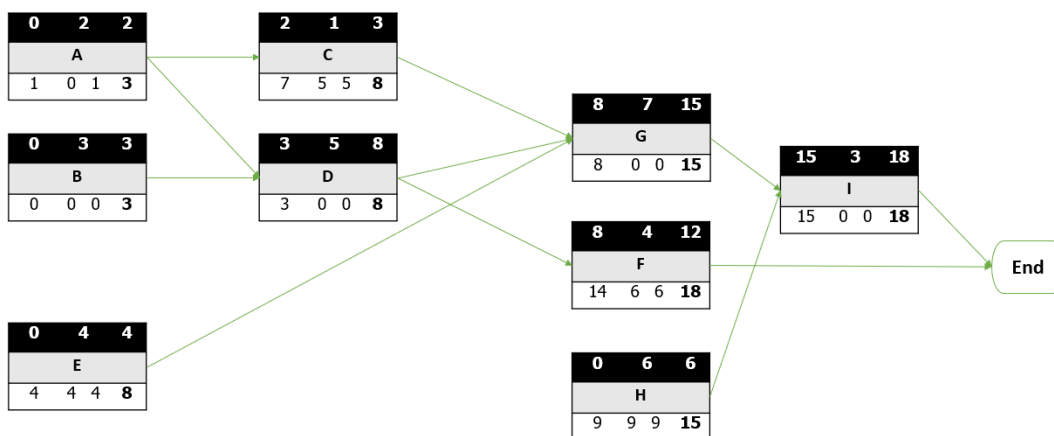 0 2 2
A
1 0 1 3
2 1 3
C
7 5 5 8
0 3 3
B
0 0 0 3
3 5 8
D
3 0 0 8
8 7 15
G
8 0 0 15
15 3 18
I
15 0 0 18
8 4 12
F
14 6 6 18
End
0 4 4
E
4 4 4 8
0 6 6
H
9 9 9 15